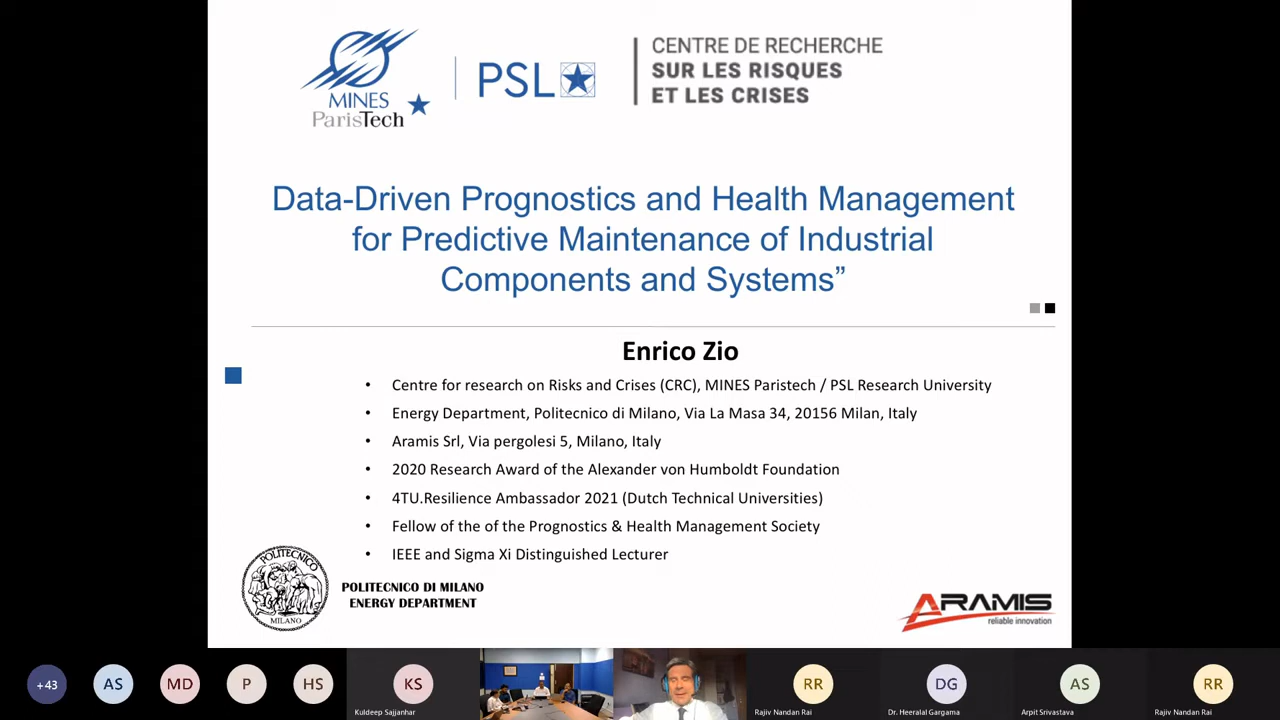 MINES
ParisTech
PSL
CENTRE DE RECHERCHE
SUR LES RISQUES
ET LES CRISES
Data-Driven Prognostics and Health Management
for Predictive Maintenance of Industrial
Components and Systems”
Enrico Zio
• Centre for research on Risks and Crises (CRC), MINES Paristech / PSL Research University
• Energy Department, Politecnico di Milano, Via La Masa 34, 20156 Milan, Italy
• Aramis Srl, Via pergolesi 5, Milano, Italy
• 2020 Research Award of the Alexander von Humboldt Foundation
• 4TU.Resilience Ambassador 2021 (Dutch Technical Universities)
• Fellow of the of the Prognostics & Health Management Society
• IEEE and Sigma Xi Distinguished Lecturer
POLITECNICO
MILANO
POLITECNICO DI MILANO
ENERGY DEPARTMENT
ARAMIS
reliable innovation
+43
AS
MD
P
HS
KS
Kuldeep Sajjanhar
RR
Rajiv Nandan Rai
DG
Dr. Heeralal Gargama
AS
Arpit Srivastava
RR
Rajiv Nandan Rai